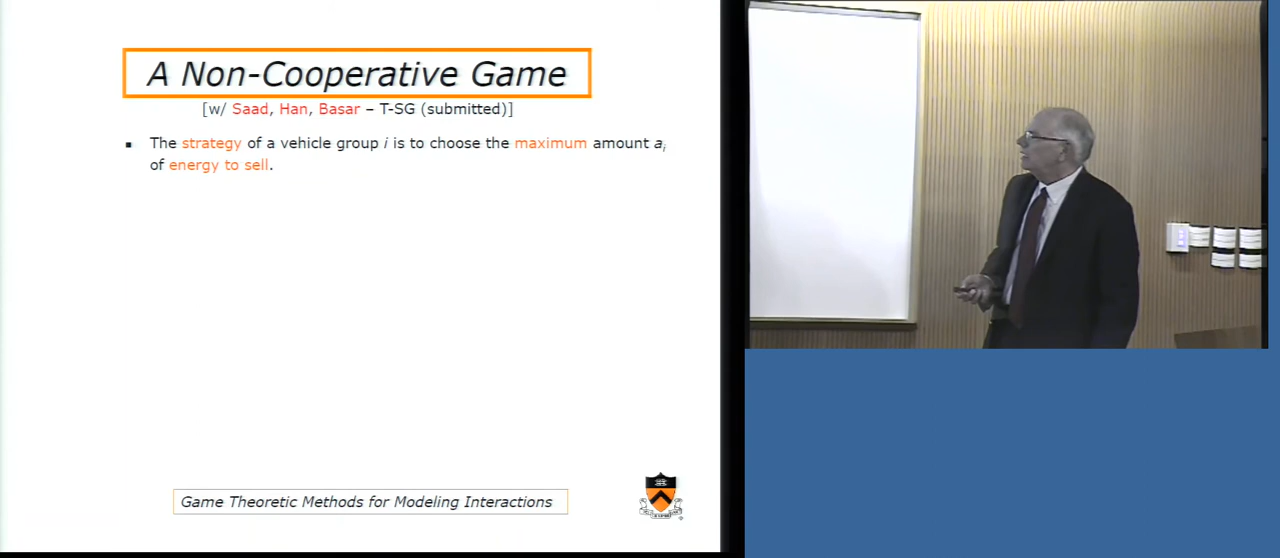 A Non-Cooperative Game
[w/ Saad, Han, Basar – T-SG (submitted)]
▪ The strategy of a vehicle group i is to choose the maximum amount aᵢ
of energy to sell.
Game Theoretic Methods for Modeling Interactions